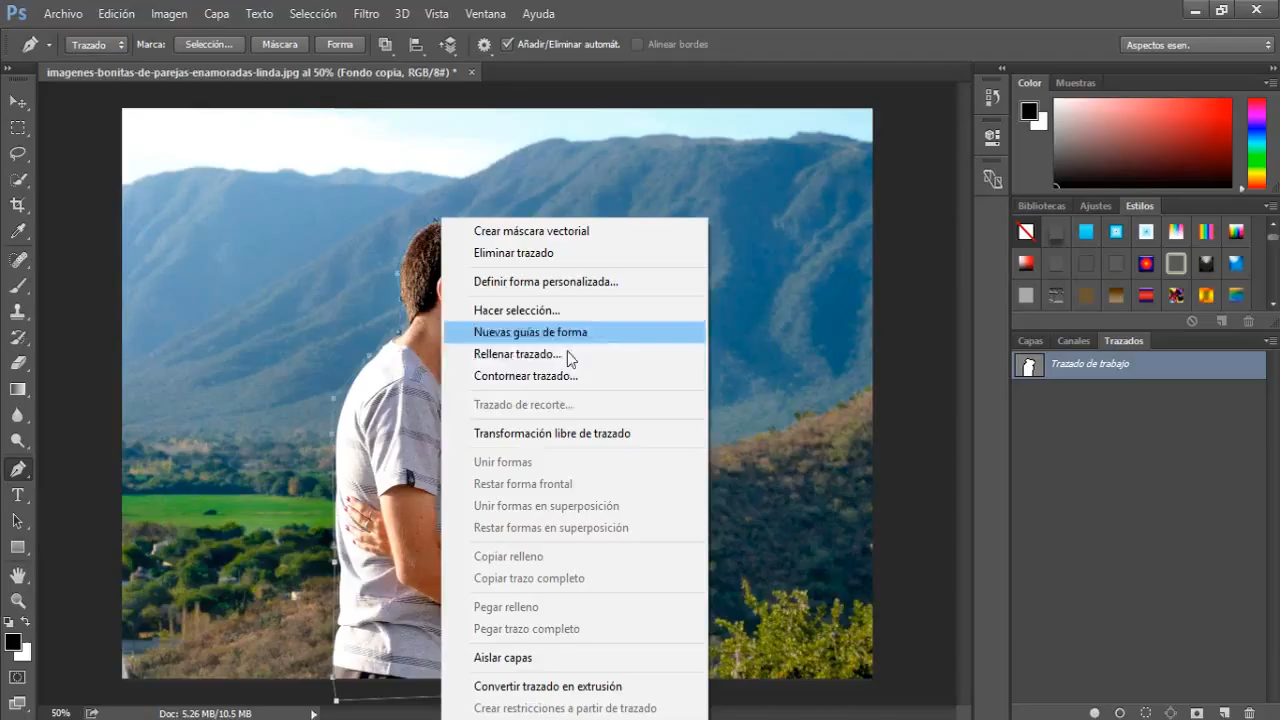 Ps Archivo Edición Imagen Capa Texto Selección Filtro 3D Vista Ventana Ayuda
Trazado Marca: Selección... Máscara Forma Añadir/Eliminar automát. Alinear bordes Aspectos esen.
imagenes-bonitas-de-parejas-enamoradas-linda.jpg al 50% (Fondo copia, RGB/8#) *
Color Muestras
Bibliotecas Ajustes Estilos
Capas Canales Trazados
Trazado de trabajo
Crear máscara vectorial
Eliminar trazado
Definir forma personalizada...
Hacer selección...
Nuevas guías de forma
Rellenar trazado...
Contornear trazado...
Trazado de recorte...
Transformación libre de trazado
Unir formas
Restar forma frontal
Unir formas en superposición
Restar formas en superposición
Copiar relleno
Copiar trazo completo
Pegar relleno
Pegar trazo completo
Aislar capas
Convertir trazado en extrusión
Crear restricciones a partir de trazado
50% Doc: 5.26 MB/10.5 MB